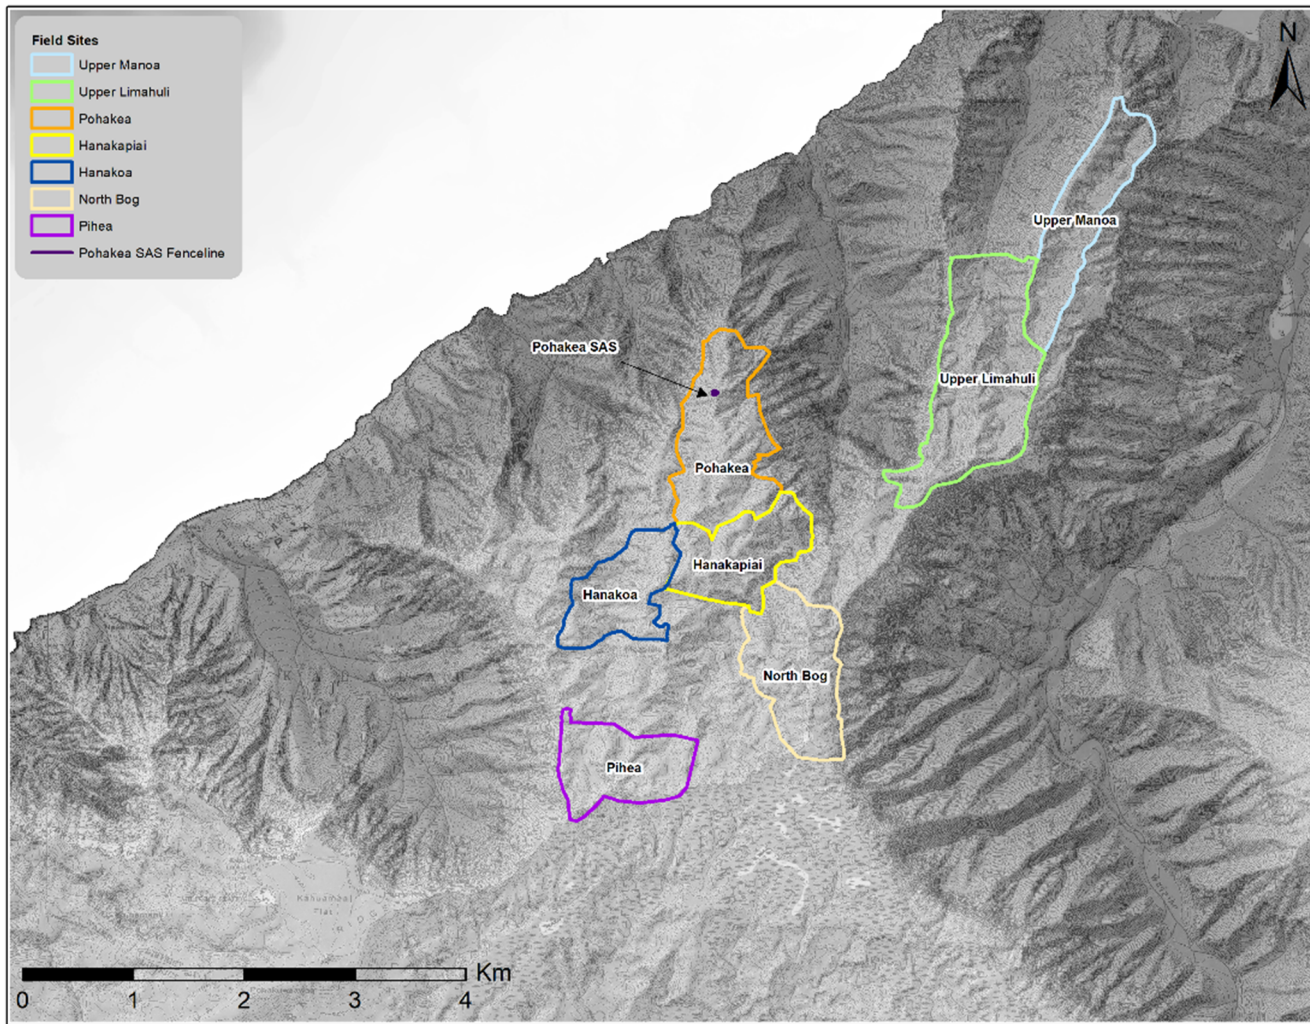 Field Sites
Upper Manoa
Upper Limahuli
Pohakea
Hanakapiai
Hanakoa
North Bog
Pihea
Pohakea SAS Fenceline
N
Upper Manoa
Pohakea SAS
Upper Limahuli
Pohakea
Hanakapiai
Hanakoa
North Bog
Pihea
Km
0 1 2 3 4